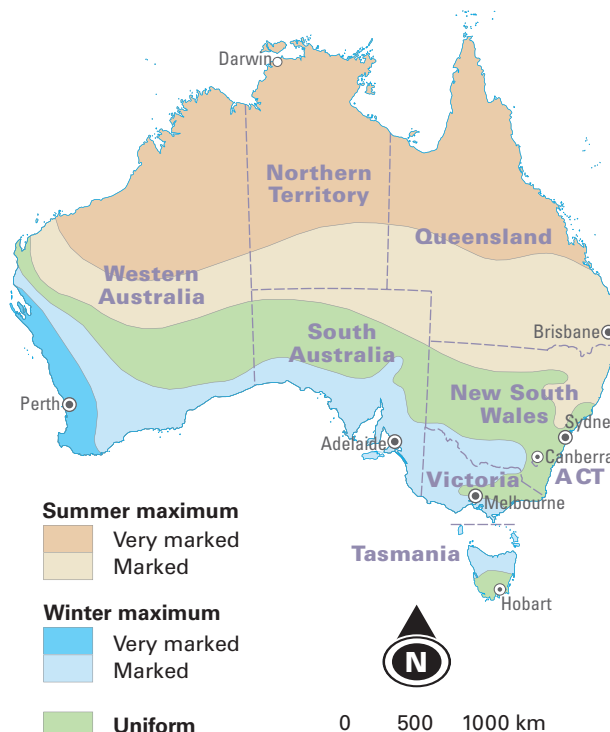 Darwin
Northern
Territory
Queensland
Western
Australia
South
Australia
Brisbane
New South
Wales
Perth
Sydne
Adelaide
Canberra
ACT
Victoria
Melbourne
Tasmania
Hobart
Summer maximum
Very marked
Marked
Winter maximum
Very marked
Marked
Uniform
N
0 500 1000 km